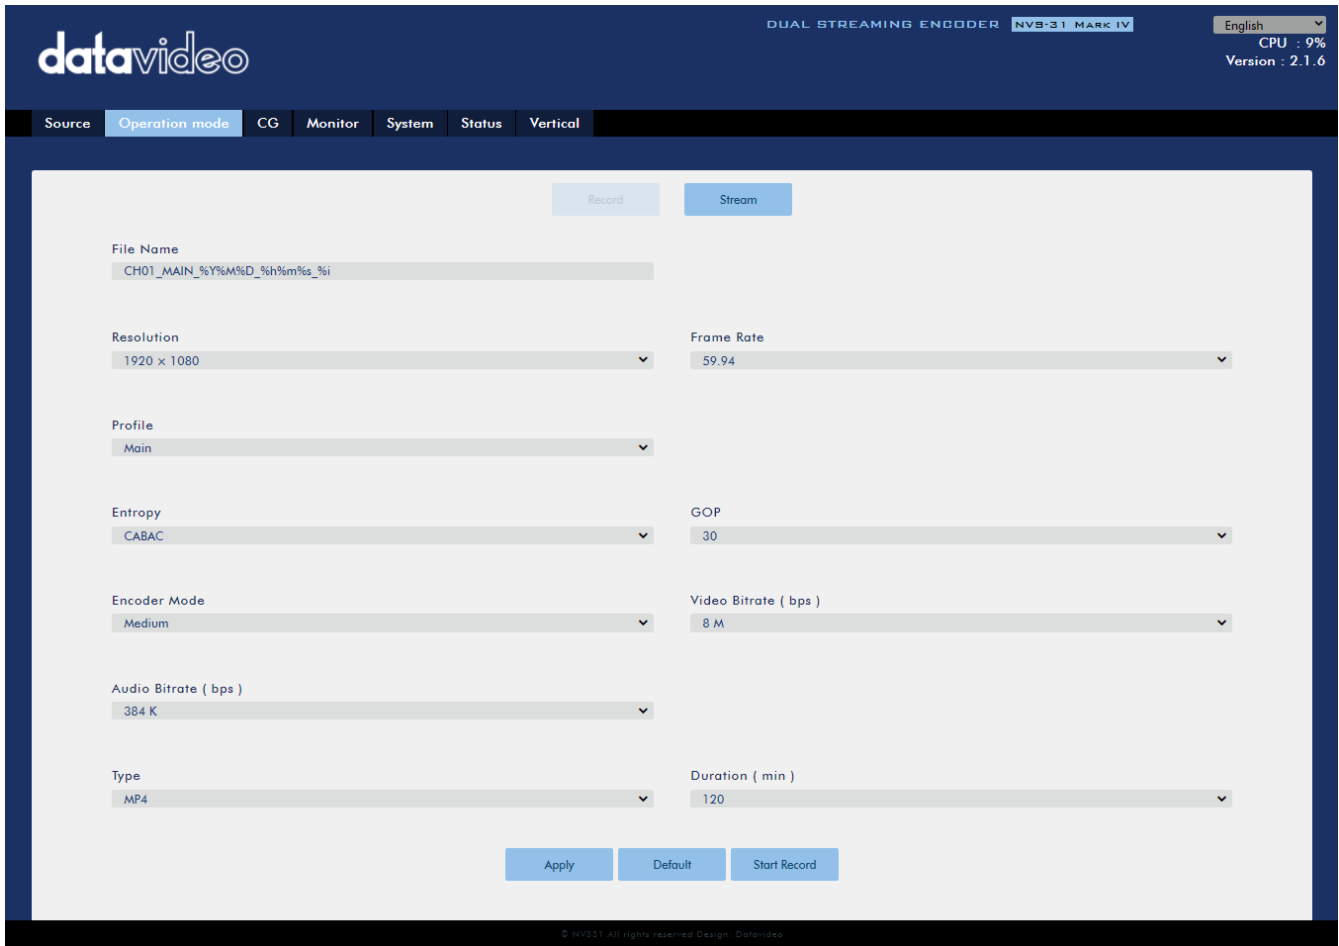 datavideo
DUAL STREAMING ENCODER NVS-31 MARK IV
English
CPU : 9%
Version : 2.1.6
Source Operation mode CG Monitor System Status Vertical
Record Stream
File Name
CH01_MAIN_%Y%M%D_%h%m%s_%i
Resolution Frame Rate
1920 × 1080 59.94
Profile
Main
Entropy GOP
CABAC 30
Encoder Mode Video Bitrate ( bps )
Medium 8 M
Audio Bitrate ( bps )
384 K
Type Duration ( min )
MP4 120
Apply Default Start Record
© NVS31 All rights reserved Design: Datavideo